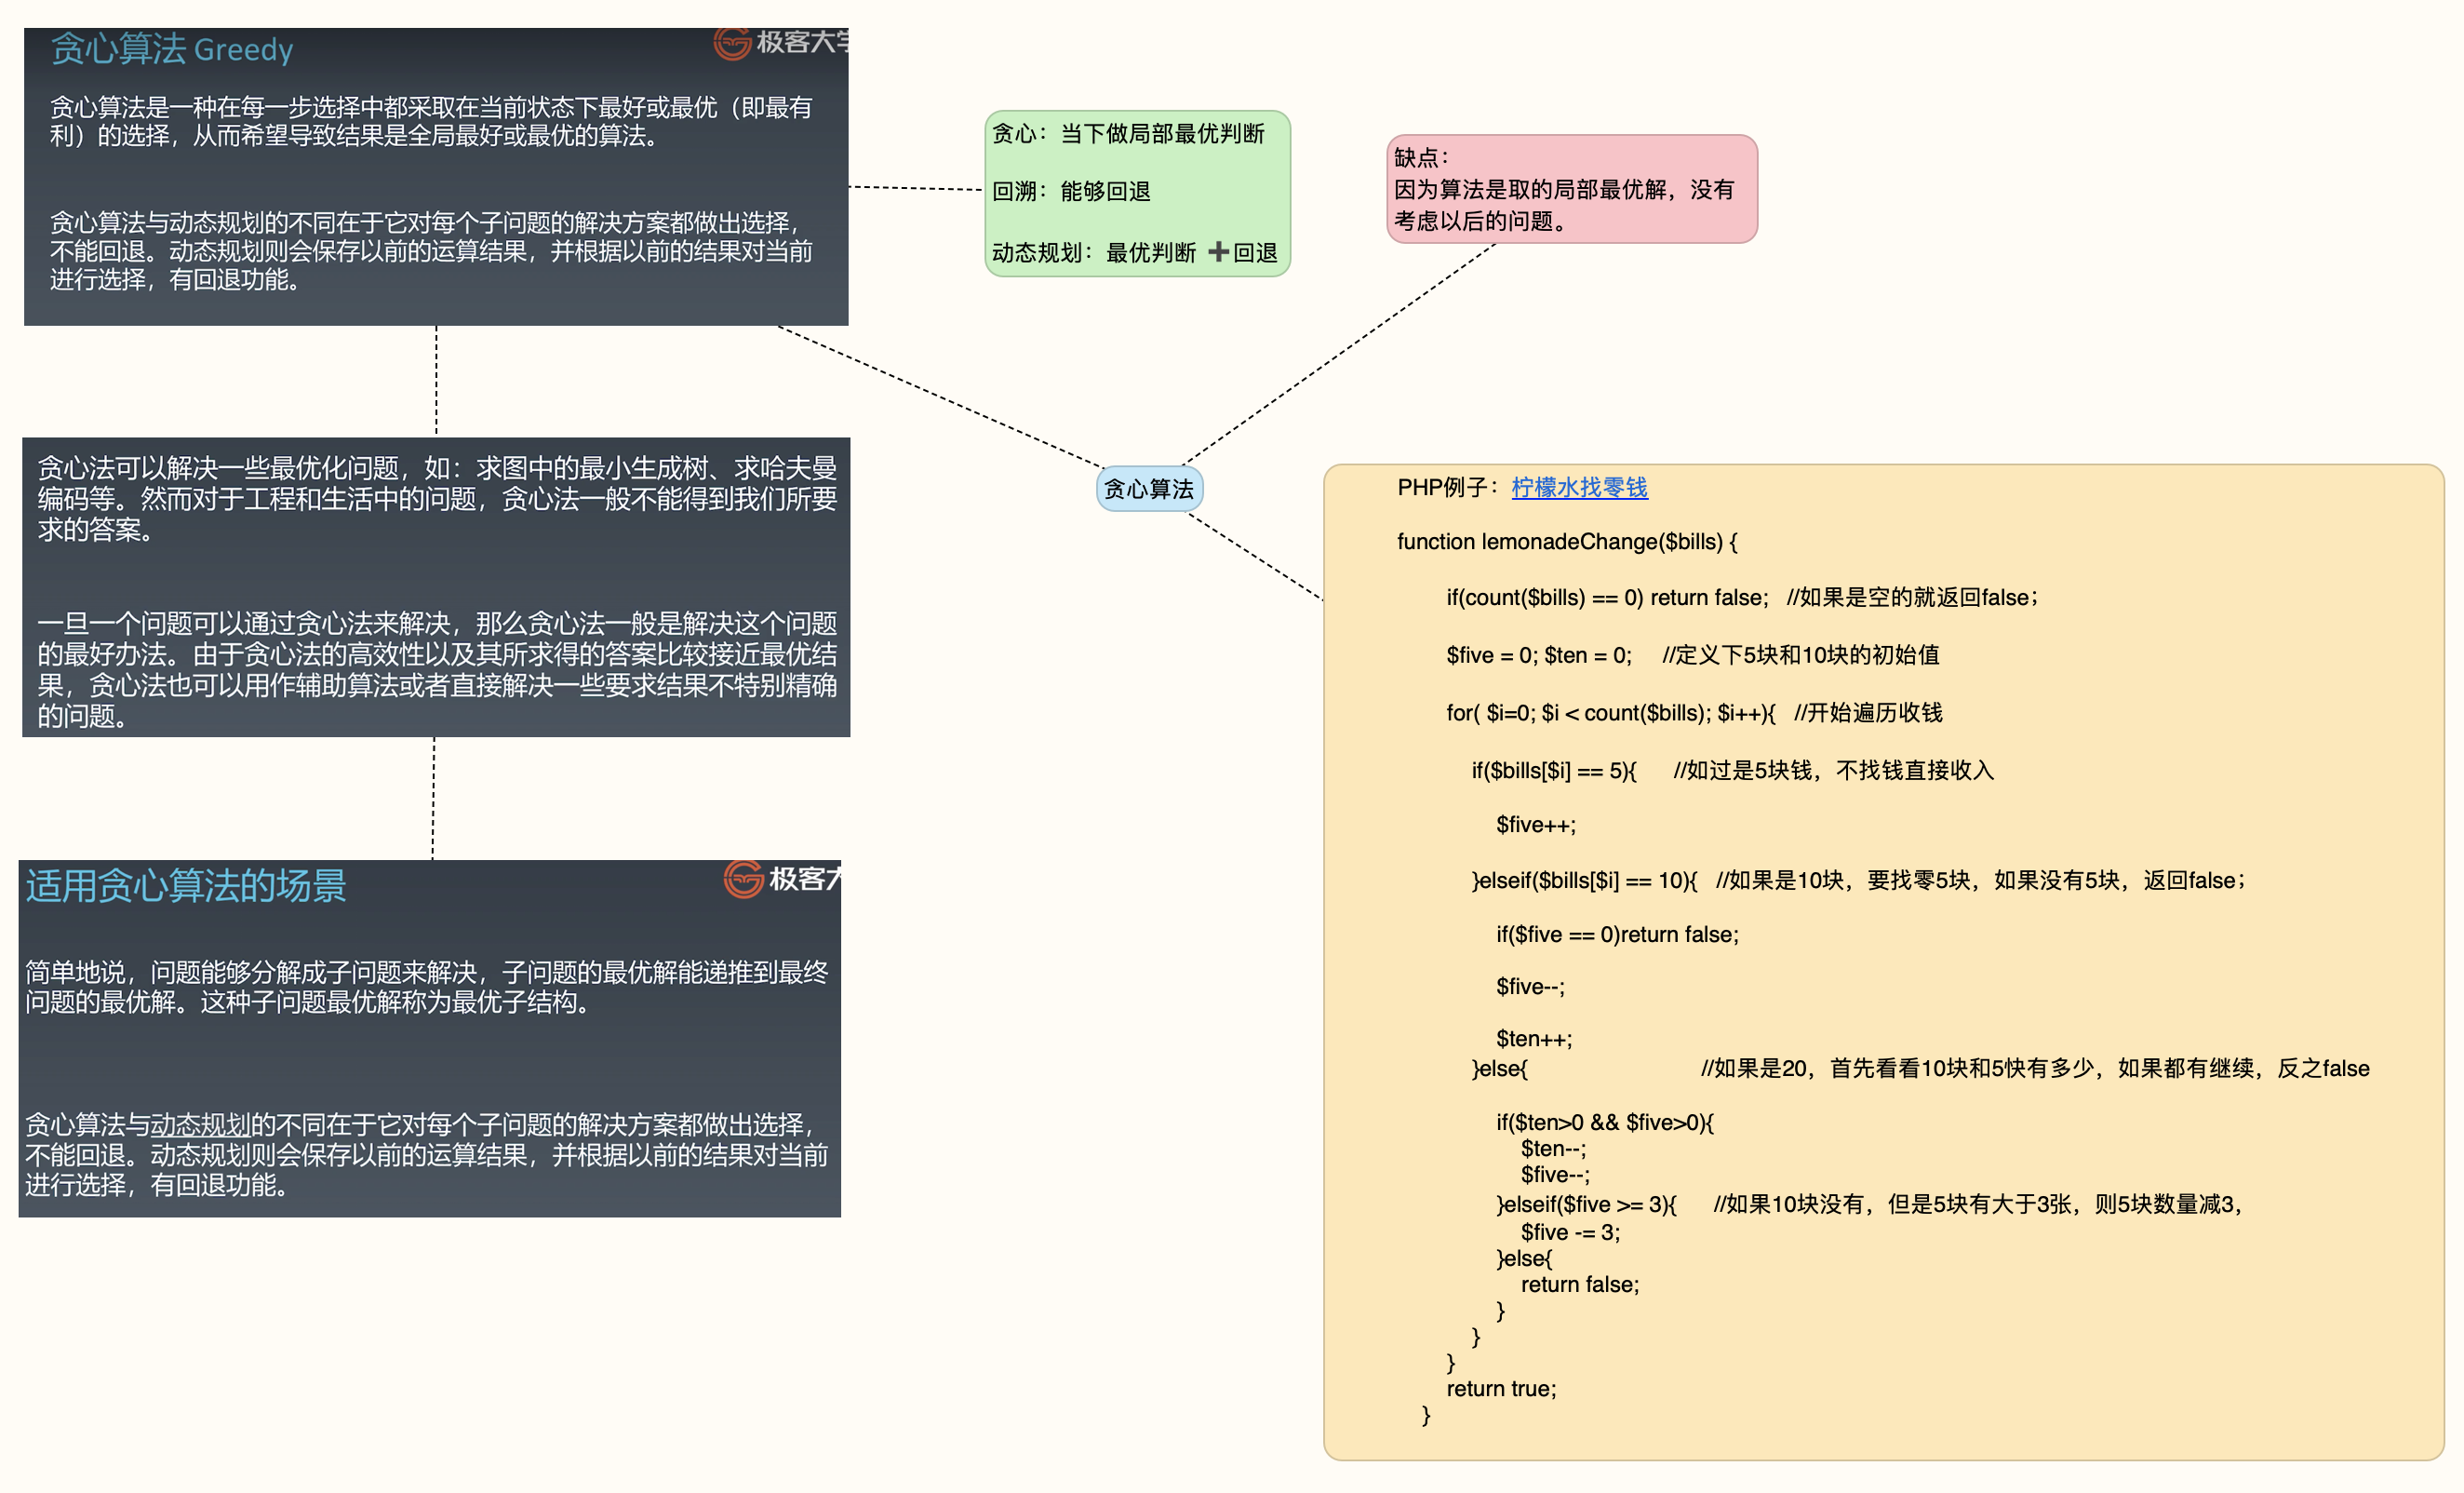 贪心算法 Greedy
极客大学
贪心算法是一种在每一步选择中都采取在当前状态下最好或最优（即最有
利）的选择，从而希望导致结果是全局最好或最优的算法。
贪心算法与动态规划的不同在于它对每个子问题的解决方案都做出选择，
不能回退。动态规划则会保存以前的运算结果，并根据以前的结果对当前
进行选择，有回退功能。
贪心：当下做局部最优判断
回溯：能够回退
动态规划：最优判断 ➕回退
缺点：
因为算法是取的局部最优解，没有
考虑以后的问题。
贪心法可以解决一些最优化问题，如：求图中的最小生成树、求哈夫曼
编码等。然而对于工程和生活中的问题，贪心法一般不能得到我们所要
求的答案。
一旦一个问题可以通过贪心法来解决，那么贪心法一般是解决这个问题
的最好办法。由于贪心法的高效性以及其所求得的答案比较接近最优结
果，贪心法也可以用作辅助算法或者直接解决一些要求结果不特别精确
的问题。
贪心算法
适用贪心算法的场景
极客
简单地说，问题能够分解成子问题来解决，子问题的最优解能递推到最终
问题的最优解。这种子问题最优解称为最优子结构。
贪心算法与动态规划的不同在于它对每个子问题的解决方案都做出选择，
不能回退。动态规划则会保存以前的运算结果，并根据以前的结果对当前
进行选择，有回退功能。
PHP例子：柠檬水找零钱
function lemonadeChange($bills) {
if(count($bills) == 0) return false;   //如果是空的就返回false；
$five = 0; $ten = 0;     //定义下5块和10块的初始值
for( $i=0; $i < count($bills); $i++){   //开始遍历收钱
if($bills[$i] == 5){      //如过是5块钱，不找钱直接收入
$five++;
}elseif($bills[$i] == 10){   //如果是10块，要找零5块，如果没有5块，返回false；
if($five == 0)return false;
$five--;
$ten++;
}else{                            //如果是20，首先看看10块和5快有多少，如果都有继续，反之false
if($ten>0 && $five>0){
$ten--;
$five--;
}elseif($five >= 3){      //如果10块没有，但是5块有大于3张，则5块数量减3，
$five -= 3;
}else{
return false;
}
}
}
return true;
}